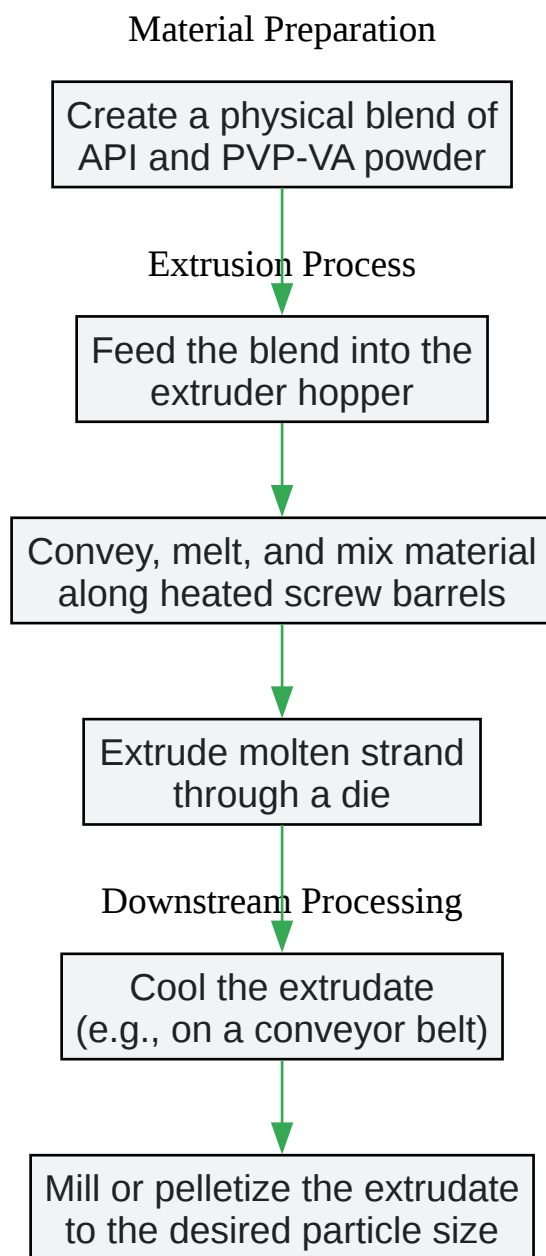 Material Preparation
Create a physical blend of
API and PVP-VA powder
Extrusion Process
Feed the blend into the
extruder hopper
Convey, melt, and mix material
along heated screw barrels
Extrude molten strand
through a die
Downstream Processing
Cool the extrudate
(e.g., on a conveyor belt)
Mill or pelletize the extrudate
to the desired particle size